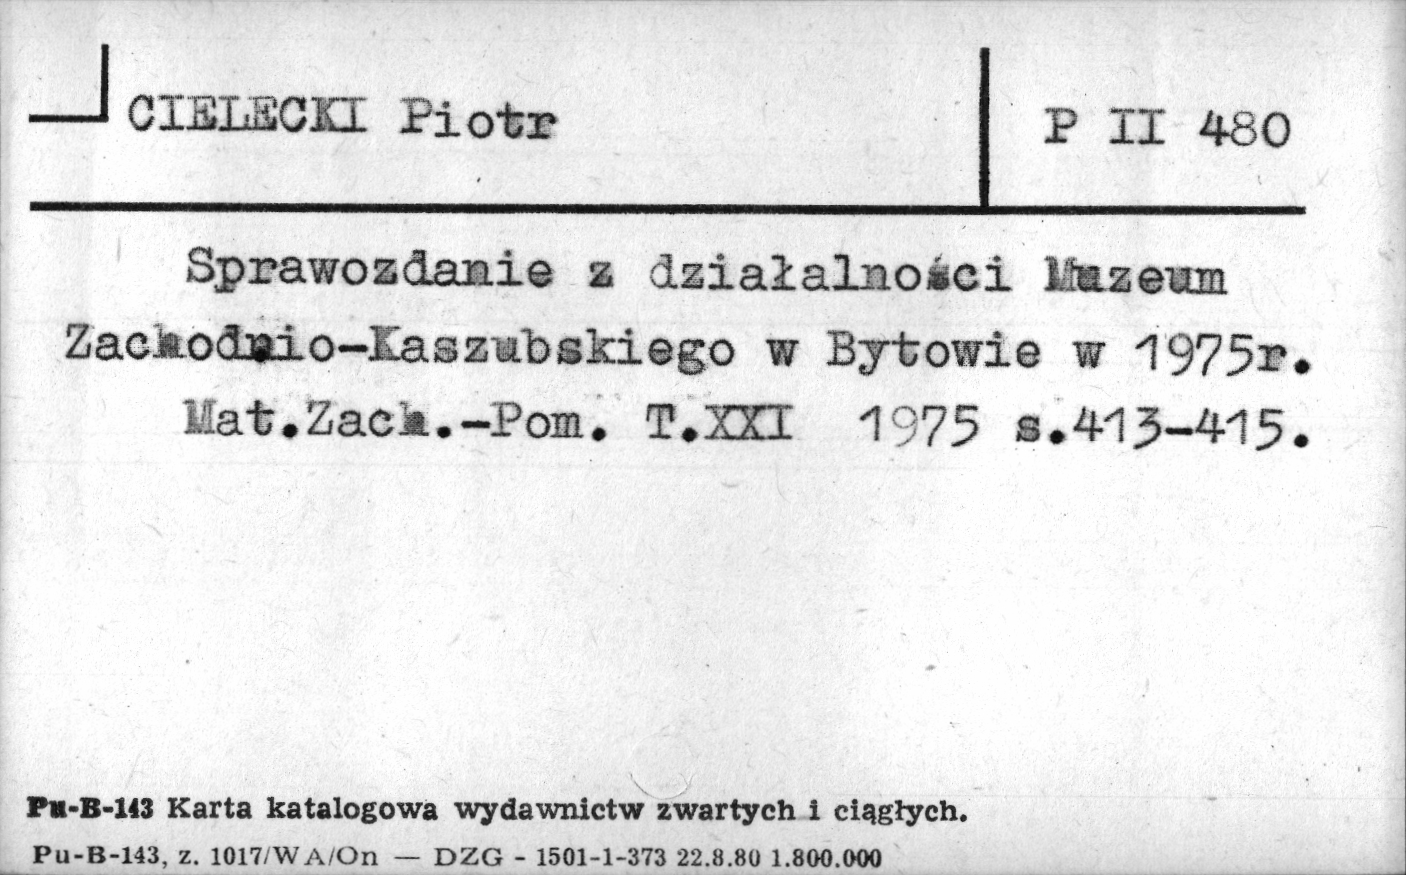 CIELECKI Piotr
P II 480
Sprawozdanie z działalności Muzeum
Zachodnio-Kaszubskiego w Bytowie w 1975r.
Mat.Zach.-Pom. T.XXI 1975 s.413-415.
Pu-B-143 Karta katalogowa wydawnictw zwartych i ciągłych.
Pu-B-143, z. 1017/WA/On — DZG - 1501-1-373 22.8.80 1.800.000